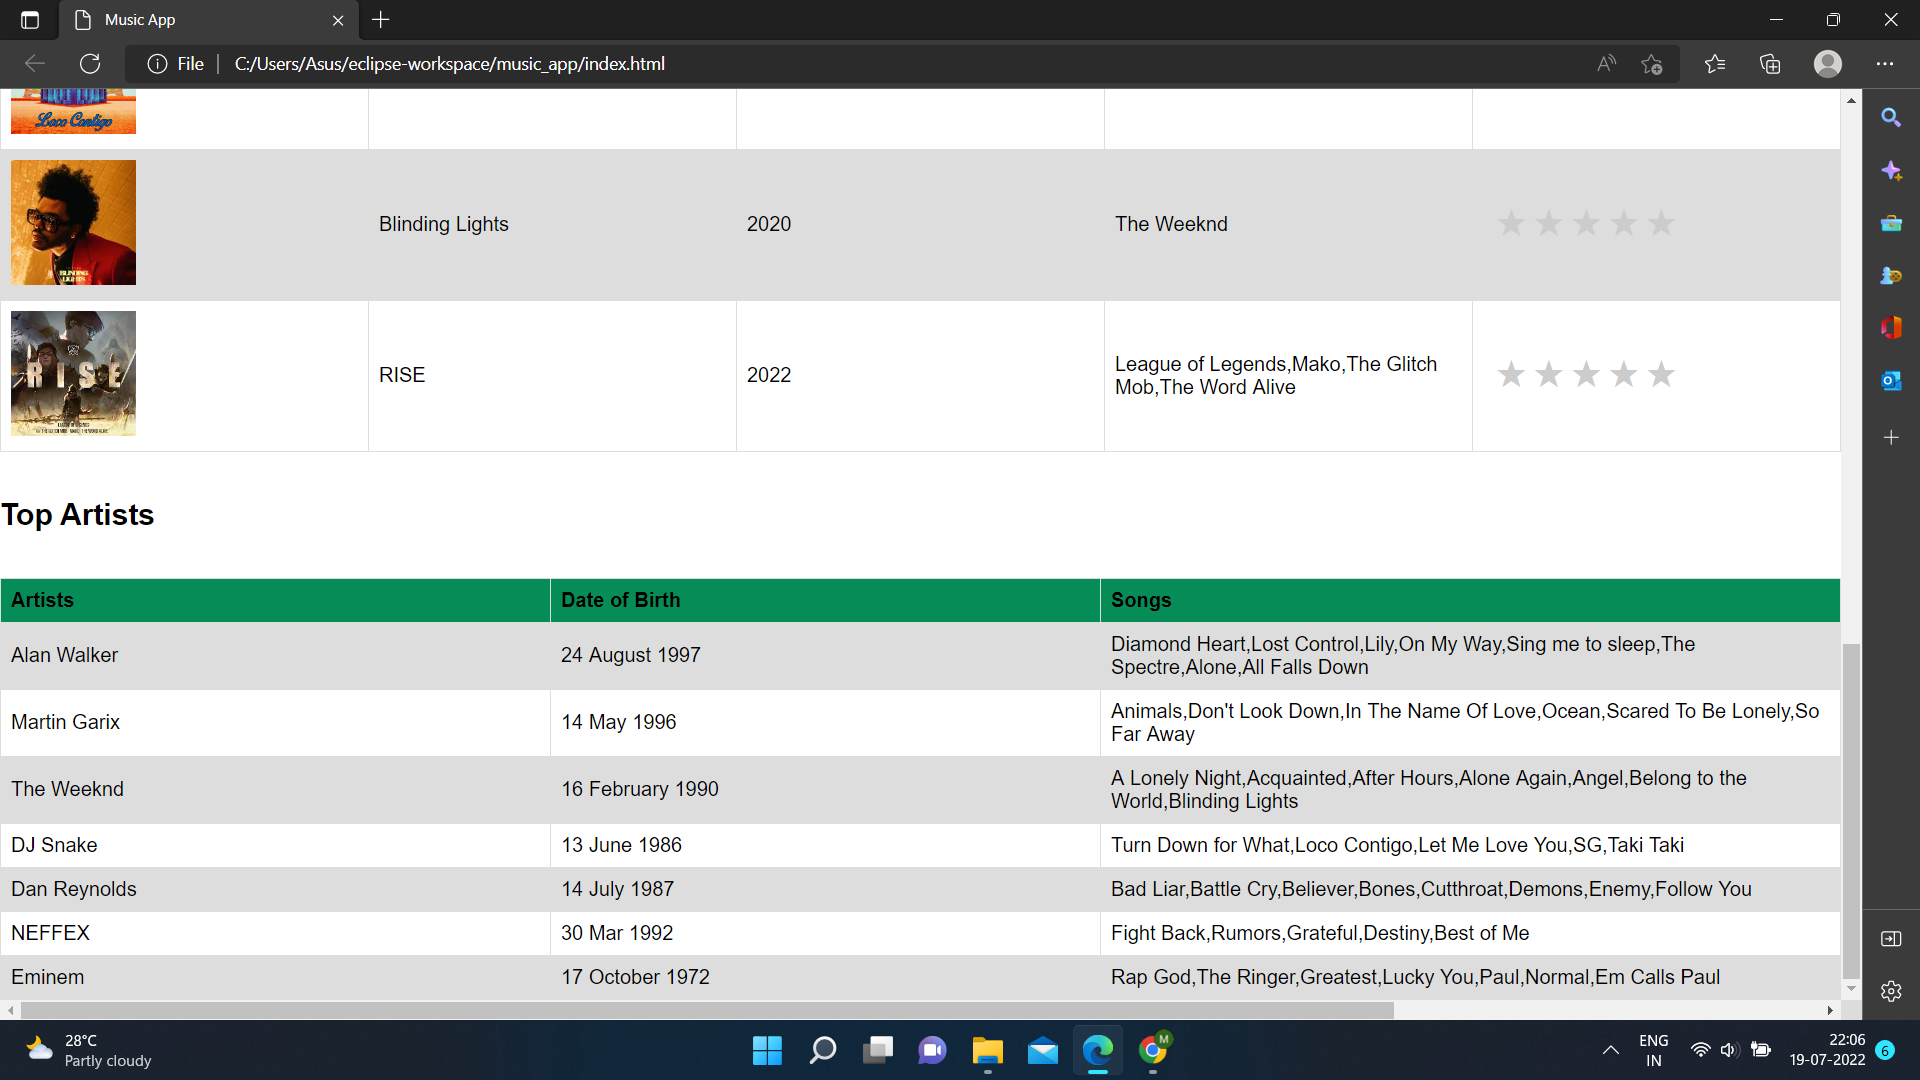 Music App
File
C:/Users/Asus/eclipse-workspace/music_app/index.html
Loco Contigo
BLINDING
LIGHTS
Blinding Lights
2020
The Weeknd
RISE
RISE
2022
League of Legends,Mako,The Glitch
Mob,The Word Alive
Top Artists
Artists
Date of Birth
Songs
Alan Walker
24 August 1997
Diamond Heart,Lost Control,Lily,On My Way,Sing me to sleep,The
Spectre,Alone,All Falls Down
Martin Garix
14 May 1996
Animals,Don't Look Down,In The Name Of Love,Ocean,Scared To Be Lonely,So
Far Away
The Weeknd
16 February 1990
A Lonely Night,Acquainted,After Hours,Alone Again,Angel,Belong to the
World,Blinding Lights
DJ Snake
13 June 1986
Turn Down for What,Loco Contigo,Let Me Love You,SG,Taki Taki
Dan Reynolds
14 July 1987
Bad Liar,Battle Cry,Believer,Bones,Cutthroat,Demons,Enemy,Follow You
NEFFEX
30 Mar 1992
Fight Back,Rumors,Grateful,Destiny,Best of Me
Eminem
17 October 1972
Rap God,The Ringer,Greatest,Lucky You,Paul,Normal,Em Calls Paul
28°C
Partly cloudy
M
ENG
IN
22:06
19-07-2022
6